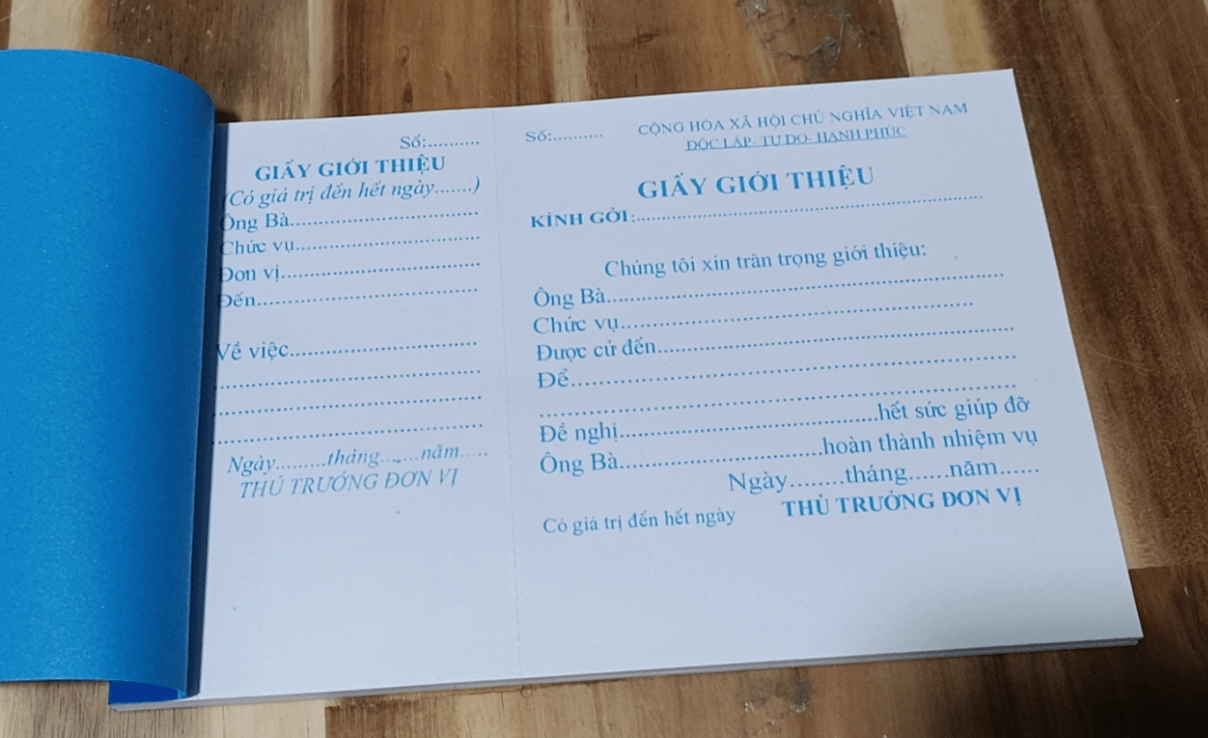 Số:..........
GIẤY GIỚI THIỆU
(Có giá trị đến hết ngày.......)
Ông Bà................................
Chức vụ...............................
Đơn vị.................................
Đến.....................................
Về việc................................
.............................................
.............................................
.............................................
Ngày.........tháng.......năm.....
THỦ TRƯỞNG ĐƠN VỊ
Số:..........
CỘNG HÒA XÃ HỘI CHỦ NGHĨA VIỆT NAM
ĐỘC LẬP- TỰ DO- HẠNH PHÚC
GIẤY GIỚI THIỆU
KÍNH GỞI:............................................................
Chúng tôi xin trân trọng giới thiệu:
Ông Bà..................................................................
Chức vụ...........................................................
Được cử đến............................................................
Để...........................................................................
................................................................................
Đề nghị..........................................hết sức giúp đỡ
Ông Bà................................hoàn thành nhiệm vụ
Ngày........tháng......năm......
Có giá trị đến hết ngày
THỦ TRƯỞNG ĐƠN VỊ